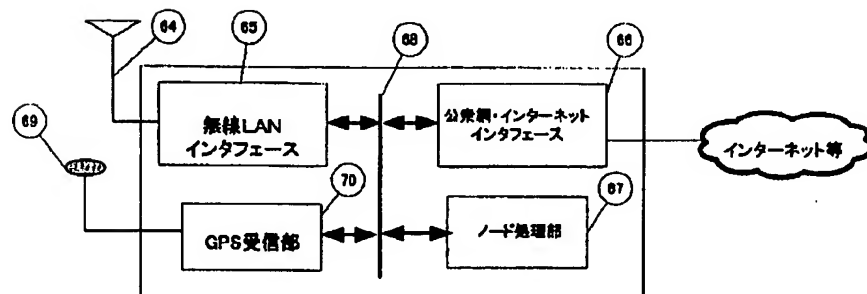 64
65
68
66
無線LAN
インタフェース
公衆網・インターネット
インタフェース
インターネット等
69
70
67
GPS受信部
ノード処理部